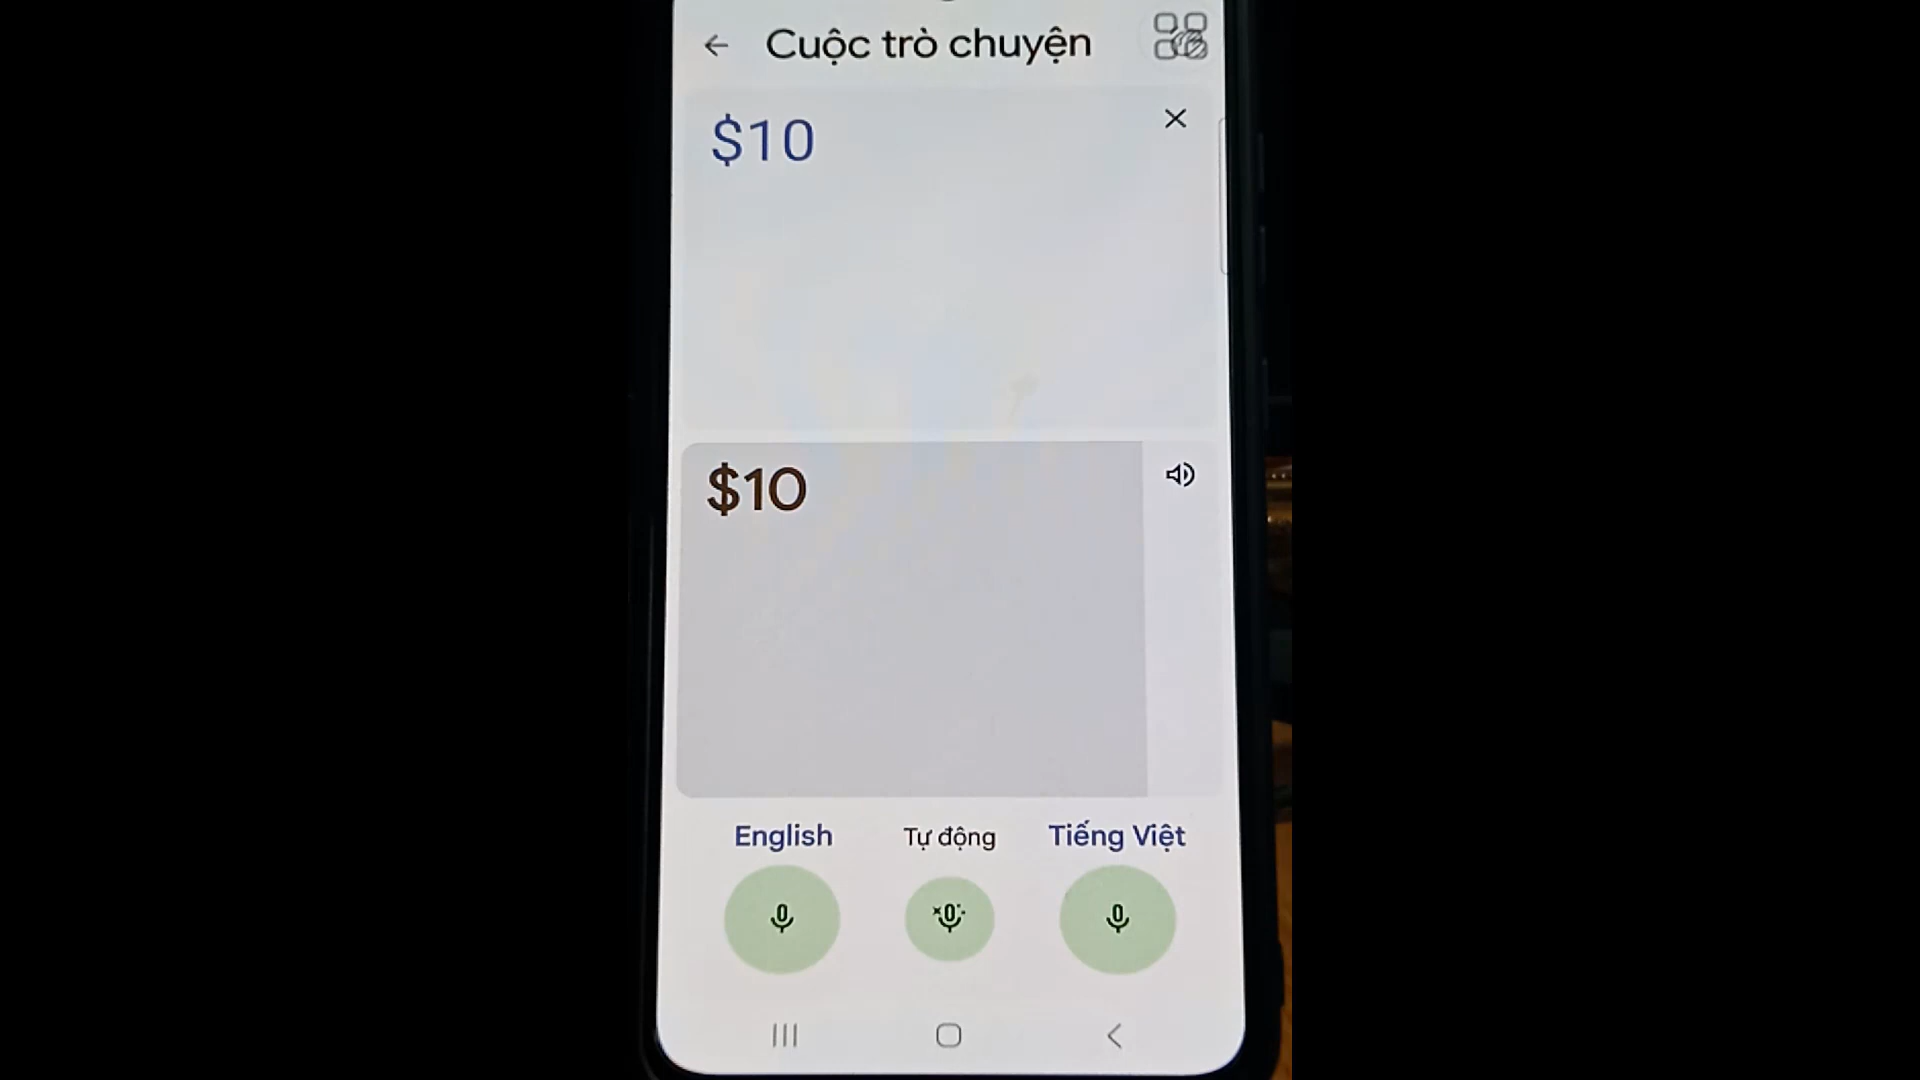 Cuộc trò chuyện
$10
$10
English
Tự động
Tiếng Việt